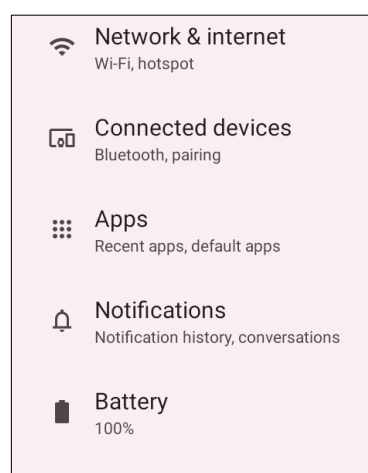 Network & internet
Wi-Fi, hotspot
Connected devices
Bluetooth, pairing
Apps
Recent apps, default apps
Notifications
Notification history, conversations
Battery
100%